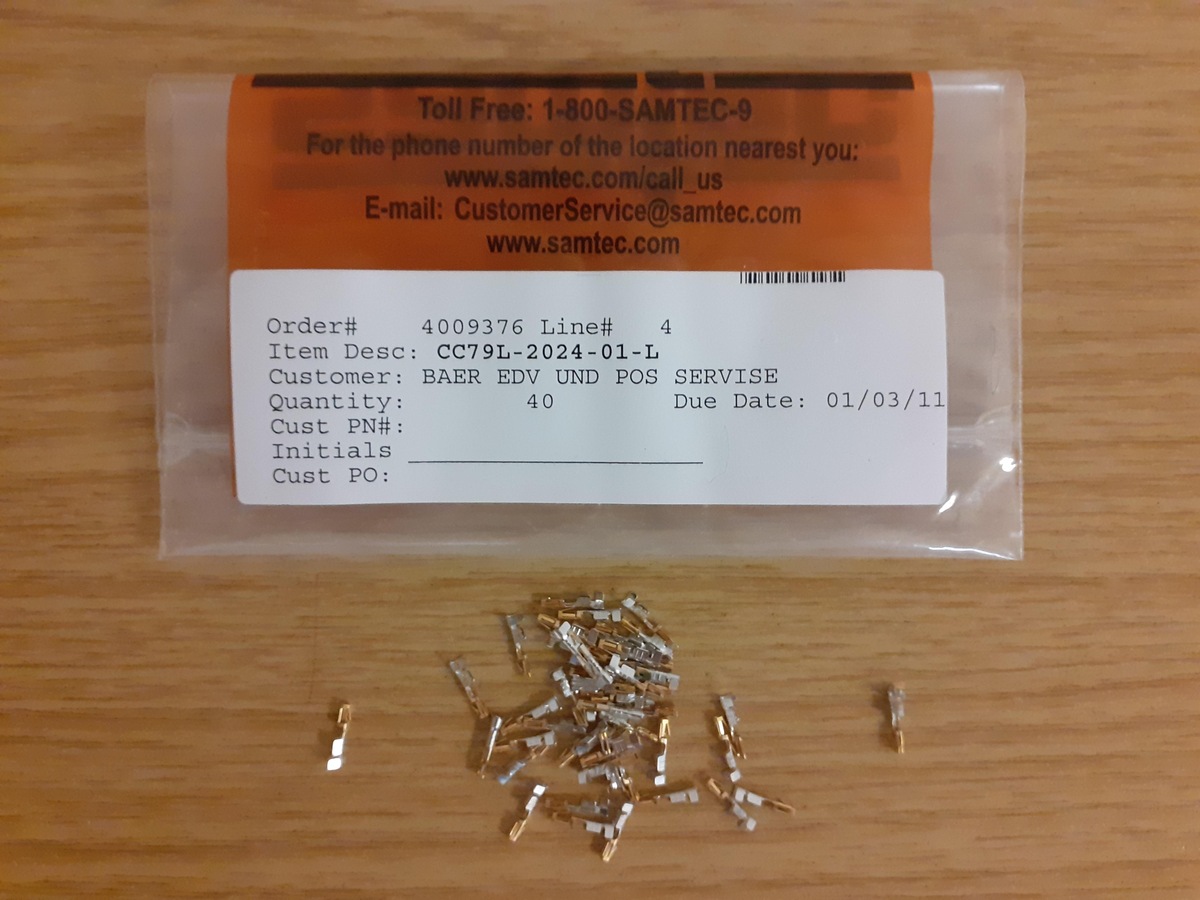 Toll Free: 1-800-SAMTEC-9
For the phone number of the location nearest you:
www.samtec.com/call_us
E-mail: CustomerService@samtec.com
www.samtec.com
Order# 4009376 Line# 4
Item Desc: CC79L-2024-01-L
Customer: BAER EDV UND POS SERVISE
Quantity: 40 Due Date: 01/03/11
Cust PN#:
Initials
Cust PO: